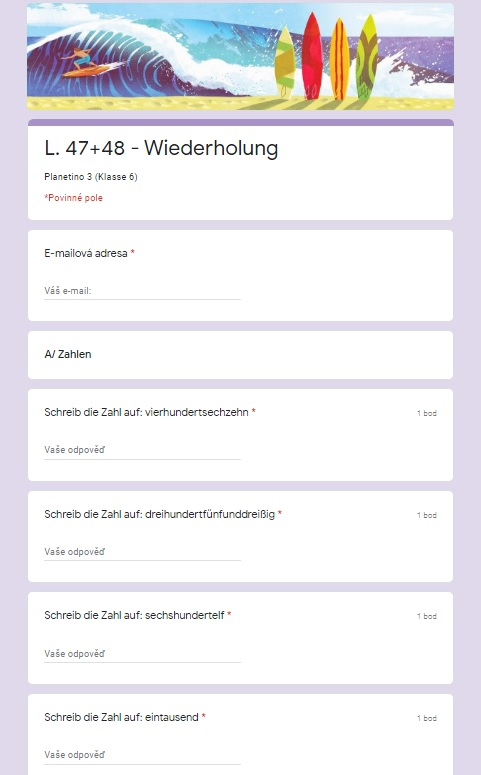 L. 47+48 - Wiederholung
Planetino 3 (Klasse 6)
*Povinné pole
E-mailová adresa *
Váš e-mail:
A/ Zahlen
Schreib die Zahl auf: vierhundertsechzehn *
1 bod
Vaše odpověď
Schreib die Zahl auf: dreihundertfünfunddreißig *
1 bod
Vaše odpověď
Schreib die Zahl auf: sechshundertelf *
1 bod
Vaše odpověď
Schreib die Zahl auf: eintausend *
1 bod
Vaše odpověď